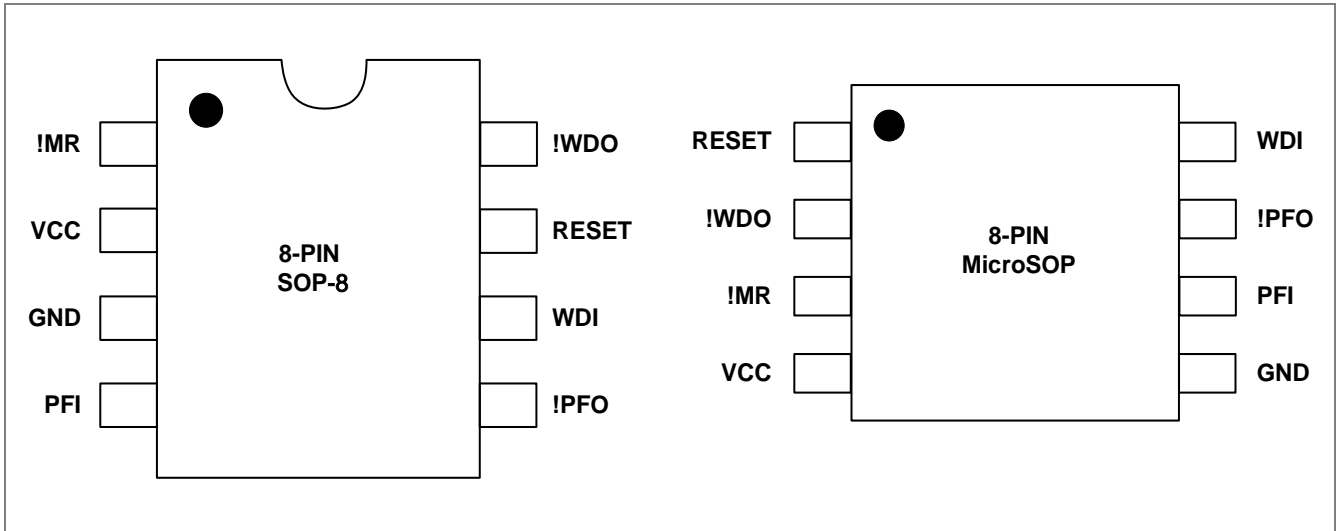 !MR
VCC
GND
PFI
8-PIN
SOP-8
!WDO
RESET
WDI
!PFO
RESET
!WDO
!MR
VCC
8-PIN
MicroSOP
WDI
!PFO
PFI
GND